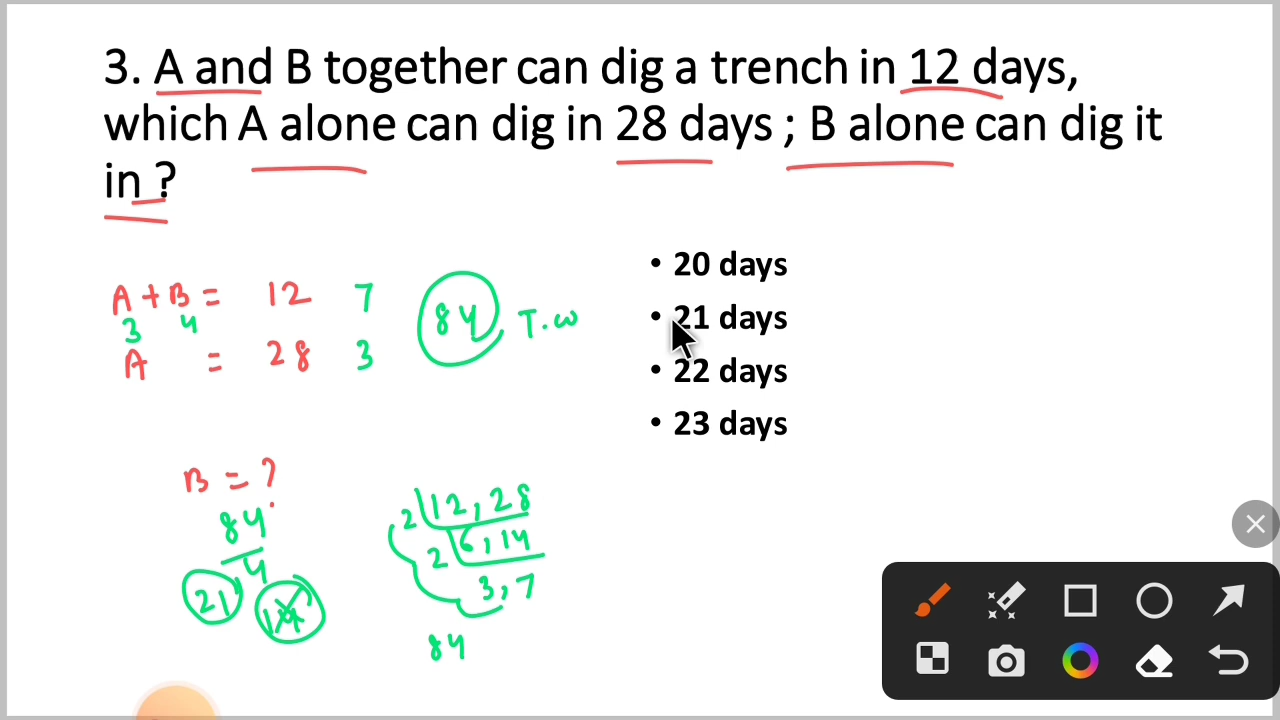 3. A and B together can dig a trench in 12 days,
which A alone can dig in 28 days ; B alone can dig it
in ?
• 20 days
• 21 days
• 22 days
• 23 days
A + B = 12 7
3 4
A = 28 3
84 T.W
B = ?
84
4
21
2 12, 28
2 6, 14
3, 7
84